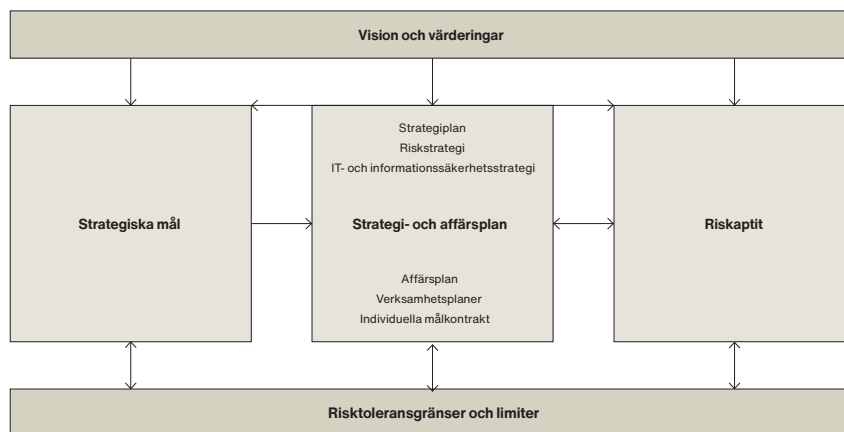 Vision och värderingar
Strategiska mål
Strategiplan
Riskstrategi
IT- och informationssäkerhetsstrategi
Strategi- och affärsplan
Affärsplan
Verksamhetsplaner
Individuella målkontrakt
Riskaptit
Risktoleransgränser och limiter